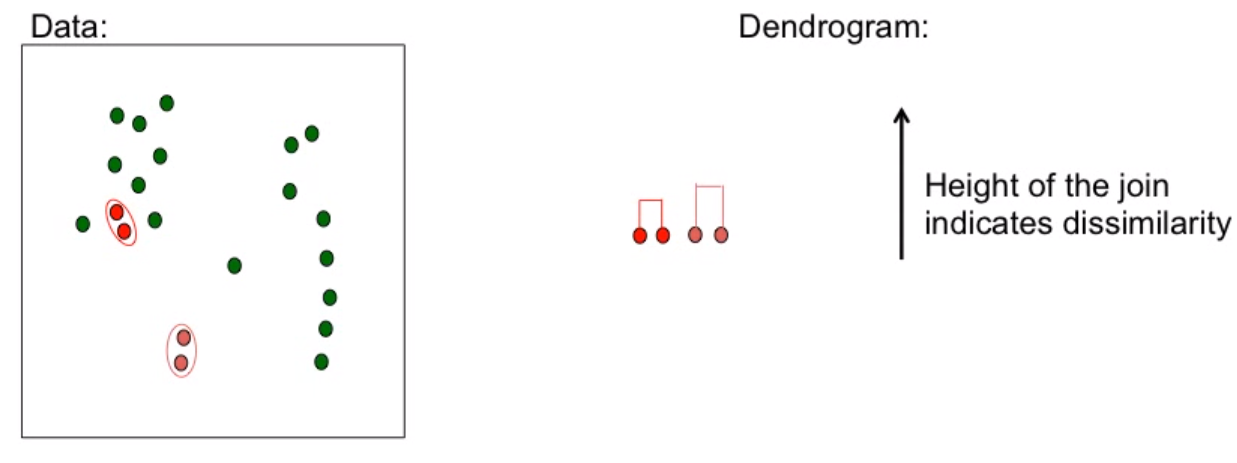 Data:
Dendrogram:
Height of the join
indicates dissimilarity